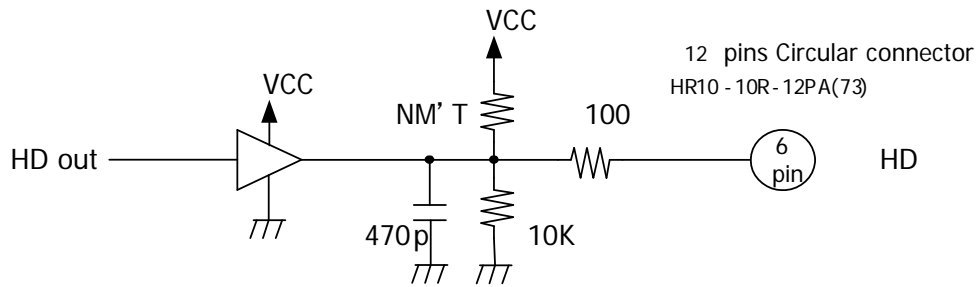 VCC
12 pins Circular connector
HR10-10R-12PA(73)
VCC
NM' T
100
HD out
6
pin
HD
470p
10K